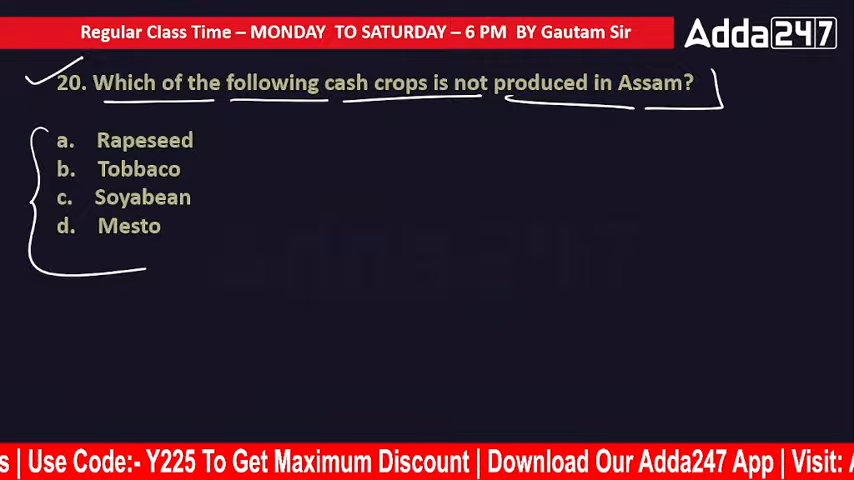 Regular Class Time – MONDAY TO SATURDAY – 6 PM BY Gautam Sir
Adda247
20. Which of the following cash crops is not produced in Assam?
a. Rapeseed
b. Tobbaco
c. Soyabean
d. Mesto
s | Use Code:- Y225 To Get Maximum Discount | Download Our Adda247 App | Visit: A